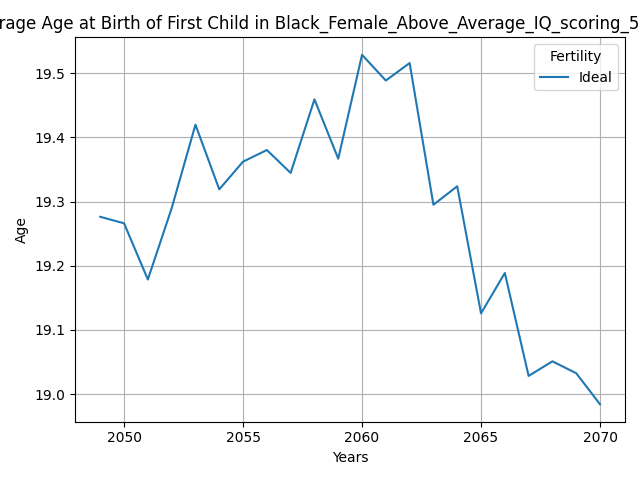 rage Age at Birth of First Child in Black_Female_Above_Average_IQ_scoring_5
Fertility
Ideal
19.5
19.4
19.3
19.2
19.1
19.0
Age
2050 2055 2060 2065 2070
Years